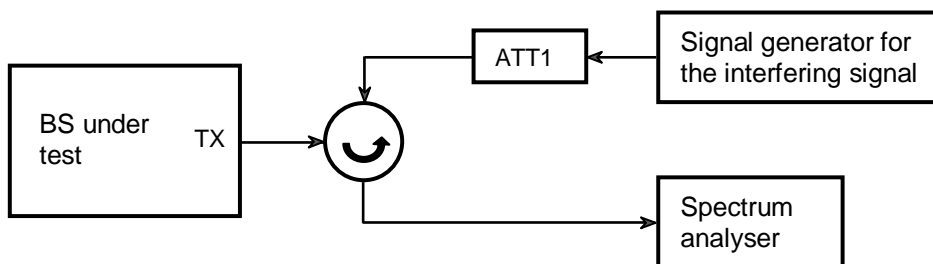 BS under
test
TX
ATT1
Signal generator for
the interfering signal
Spectrum
analyser